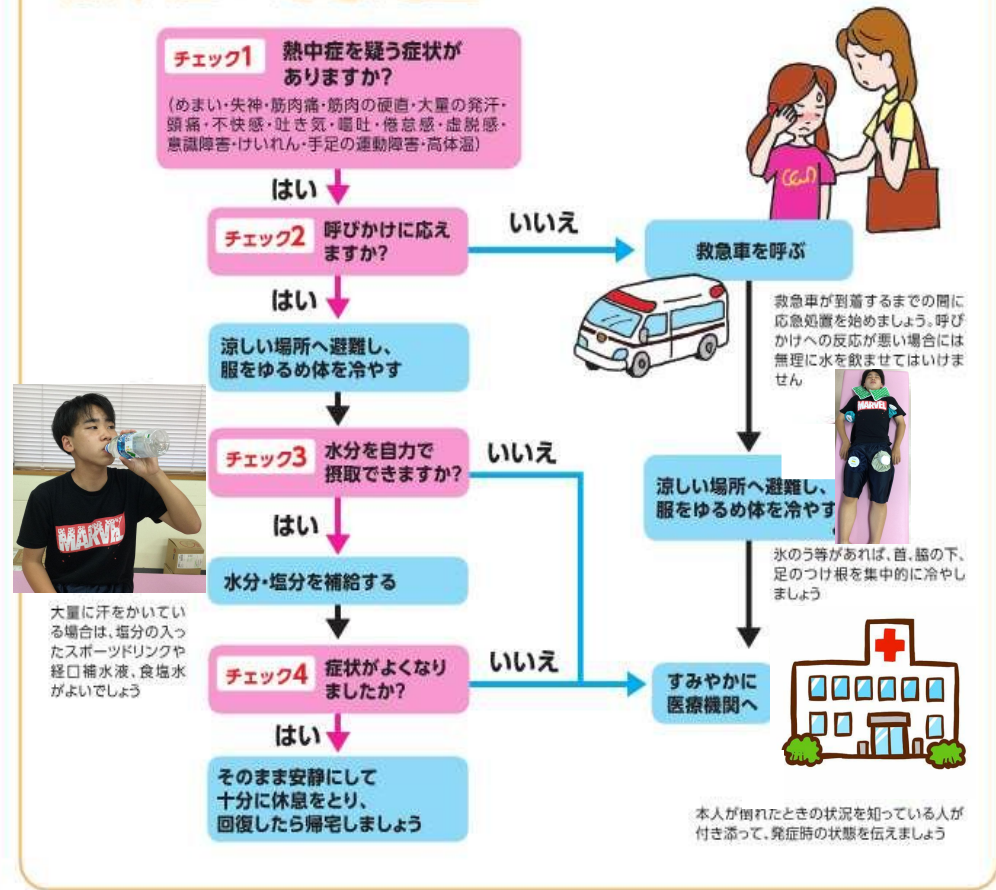 チェック1 熱中症を疑う症状が
ありますか?
(めまい・失神・筋肉痛・筋肉の硬直・大量の発汗・
頭痛・不快感・吐き気・嘔吐・倦怠感・虚脱感・
意識障害・けいれん・手足の運動障害・高体温)
はい
チェック2 呼びかけに応え
ますか?
いいえ
救急車を呼ぶ
救急車が到着するまでの間に
応急処置を始めましょう。呼び
かけへの反応が悪い場合には
無理に水を飲ませてはいけま
せん
はい
涼しい場所へ避難し、
服をゆるめ体を冷やす
チェック3 水分を自力で
摂取できますか?
いいえ
涼しい場所へ避難し、
服をゆるめ体を冷やす
MARVEL
氷のう等があれば、首、脇の下、
足のつけ根を集中的に冷やし
ましょう
はい
水分・塩分を補給する
MARVEL
大量に汗をかいてい
る場合は、塩分の入っ
たスポーツドリンクや
経口補水液、食塩水
がよいでしょう
チェック4 症状がよくなり
ましたか?
いいえ
すみやかに
医療機関へ
はい
そのまま安静にして
十分に休息をとり、
回復したら帰宅しましょう
本人が倒れたときの状況を知っている人が
付き添って、発症時の状態を伝えましょう